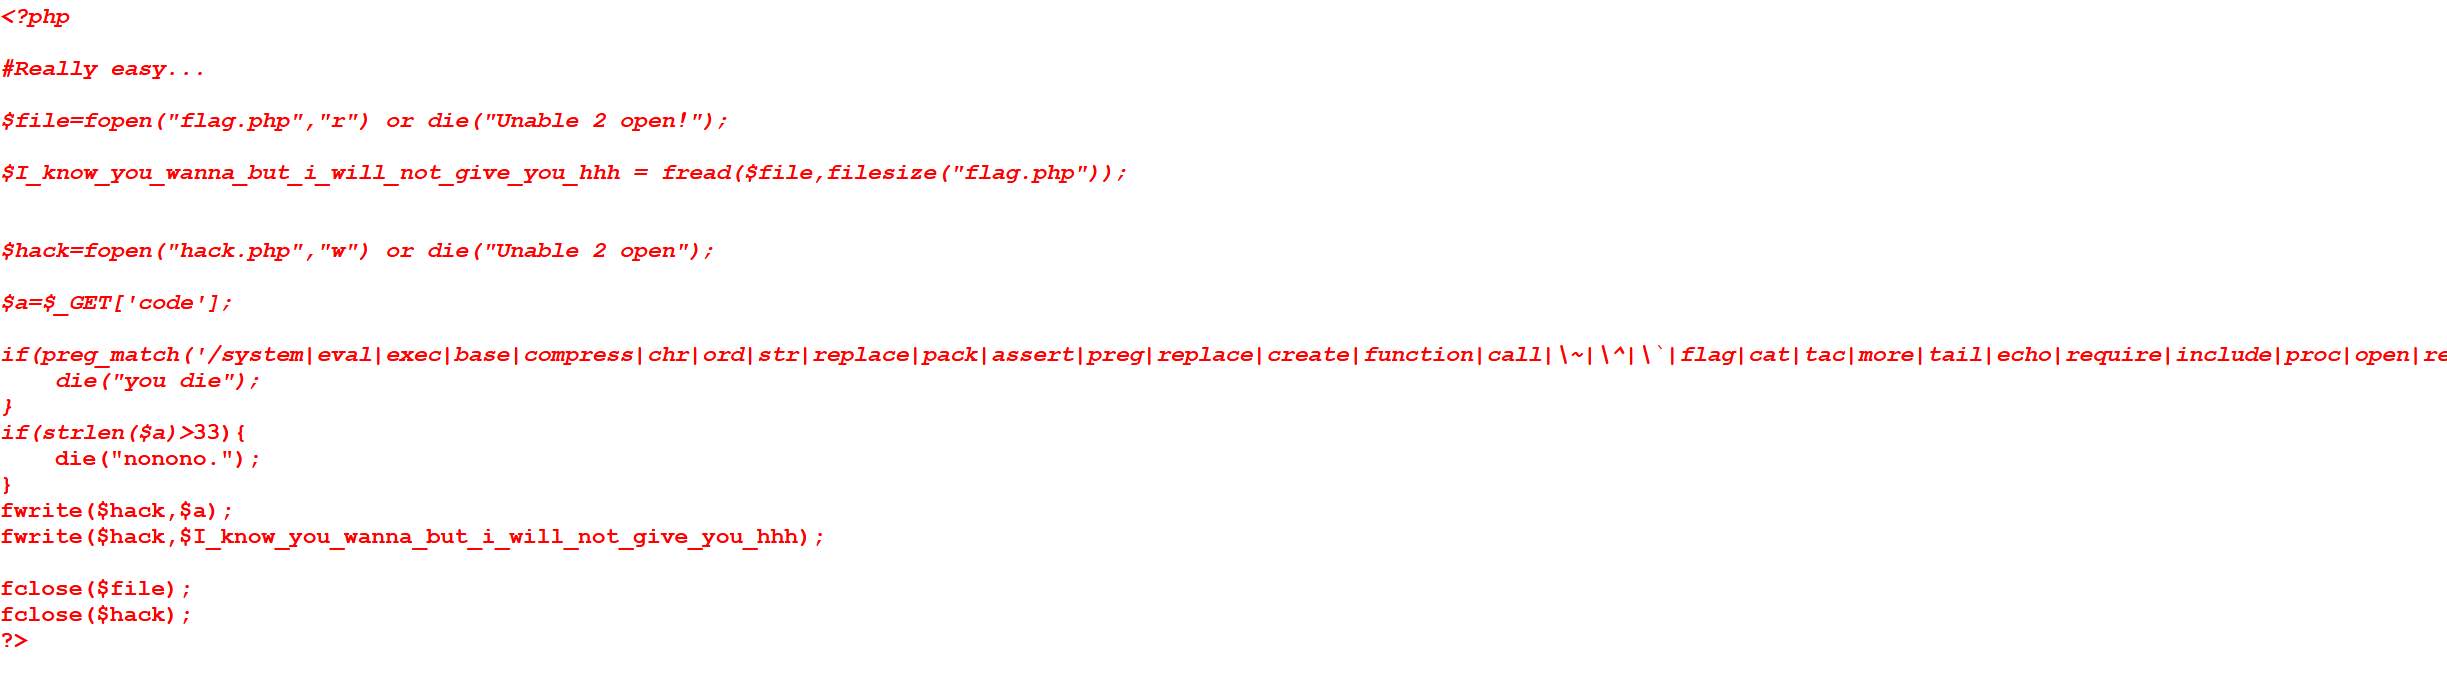 <?php
#Really easy...
$file=fopen("flag.php","r") or die("Unable 2 open!");
$I_know_you_wanna_but_i_will_not_give_you_hhh = fread($file,filesize("flag.php"));
$hack=fopen("hack.php","w") or die("Unable 2 open");
$a=$_GET['code'];
if(preg_match('/system|eval|exec|base|compress|chr|ord|str|replace|pack|assert|preg|replace|create|function|call|\~|\^|\`|flag|cat|tac|more|tail|echo|require|include|proc|open|re
    die("you die");
}
if(strlen($a)>33){
    die("nonono.");
}
fwrite($hack,$a);
fwrite($hack,$I_know_you_wanna_but_i_will_not_give_you_hhh);
fclose($file);
fclose($hack);
?>